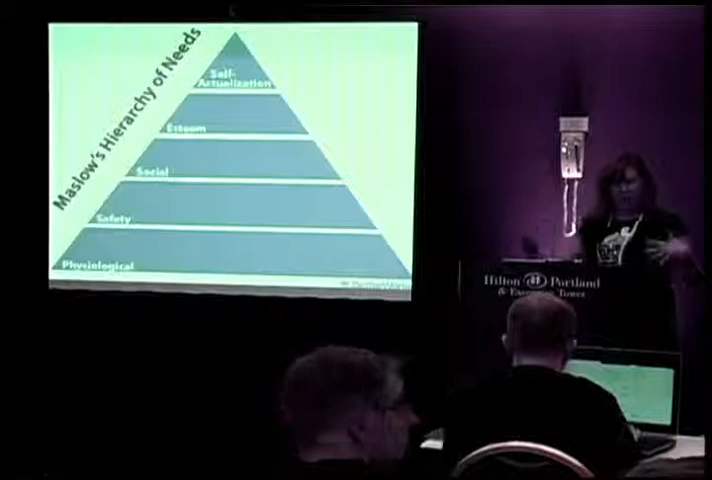 Maslow's Hierarchy of Needs
Self-
Actualization
Esteem
Social
Safety
Physiological
Hilton Portland
& Executive Tower